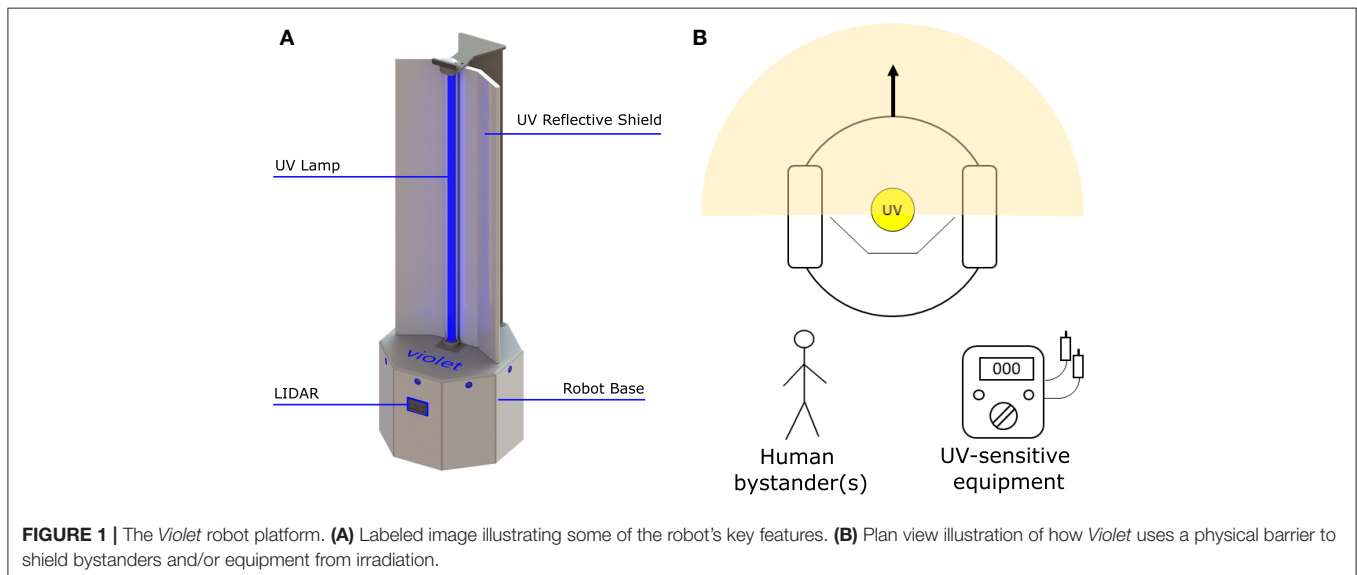 A
UV Reflective Shield
UV Lamp
violet
LIDAR
Robot Base
B
UV
000
Human
bystander(s)
UV-sensitive
equipment
FIGURE 1 | The Violet robot platform. (A) Labeled image illustrating some of the robot's key features. (B) Plan view illustration of how Violet uses a physical barrier to
shield bystanders and/or equipment from irradiation.